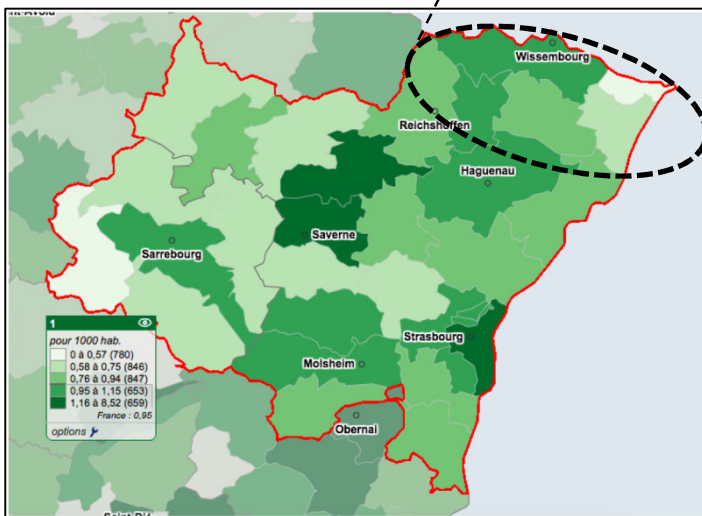 nt-Avold
Wissembourg
Reichshoffen
Haguenau
Saverne
Sarrebourg
Strasbourg
Molsheim
Obernai
1
pour 1000 hab.
0 à 0,57 (780)
0,58 à 0,75 (846)
0,76 à 0,94 (847)
0,95 à 1,15 (653)
1,16 à 8,52 (659)
France : 0,95
options